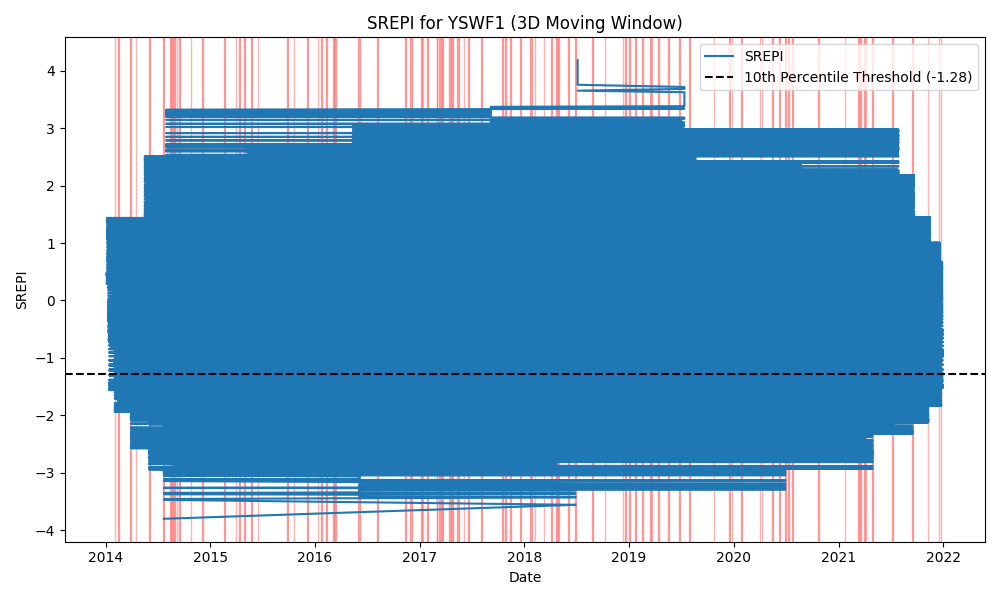 SREPI for YSWF1 (3D Moving Window)
SREPI
10th Percentile Threshold (-1.28)
SREPI
4
3
2
1
0
−1
−2
−3
−4
2014 2015 2016 2017 2018 2019 2020 2021 2022
Date